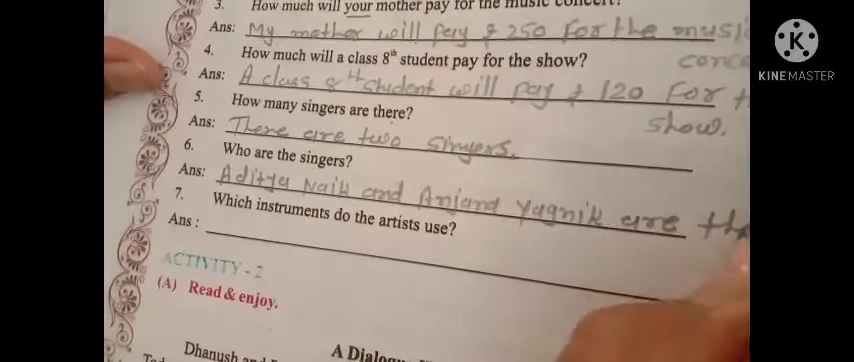 3. How much will your mother pay for the music concert?
Ans: My mother will pay ₹ 250 for the music
conce
4. How much will a class 8th student pay for the show?
Ans: A class 8th student will pay ₹ 120 for t
show.
5. How many singers are there?
Ans: There are two singers.
6. Who are the singers?
Ans: Aditya Naik and Anjana Yagnik are the
7. Which instruments do the artists use?
Ans :
ACTIVITY - 2
(A) Read & enjoy.
A Dialogu
Dhanush and
KINEMASTER